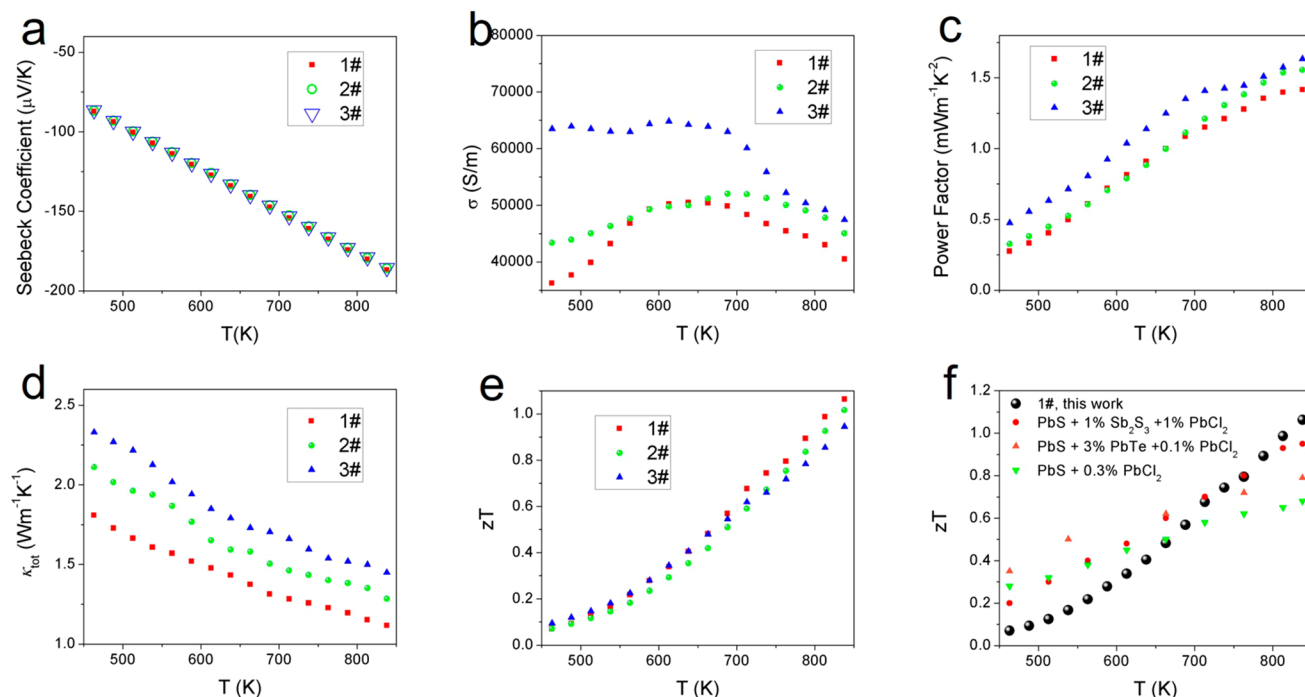 a
-50
-100
-150
-200
Seebeck Coefficient (μV/K)
1#
2#
3#
500 600 700 800
T(K)
b
80000
70000
60000
50000
40000
σ (S/m)
1#
2#
3#
500 600 700 800
T (K)
c
1.5
1.0
0.5
0.0
Power Factor (mWm⁻¹K⁻²)
1#
2#
3#
500 600 700 800
T (K)
d
2.5
2.0
1.5
1.0
κtot (Wm⁻¹K⁻¹)
1#
2#
3#
500 600 700 800
T (K)
e
1.0
0.8
0.6
0.4
0.2
0.0
zT
1#
2#
3#
500 600 700 800
T (K)
f
1.2
1.0
0.8
0.6
0.4
0.2
0.0
zT
1#, this work
PbS + 1% Sb₂S₃ +1% PbCl₂
PbS + 3% PbTe +0.1% PbCl₂
PbS + 0.3% PbCl₂
500 600 700 800
T (K)